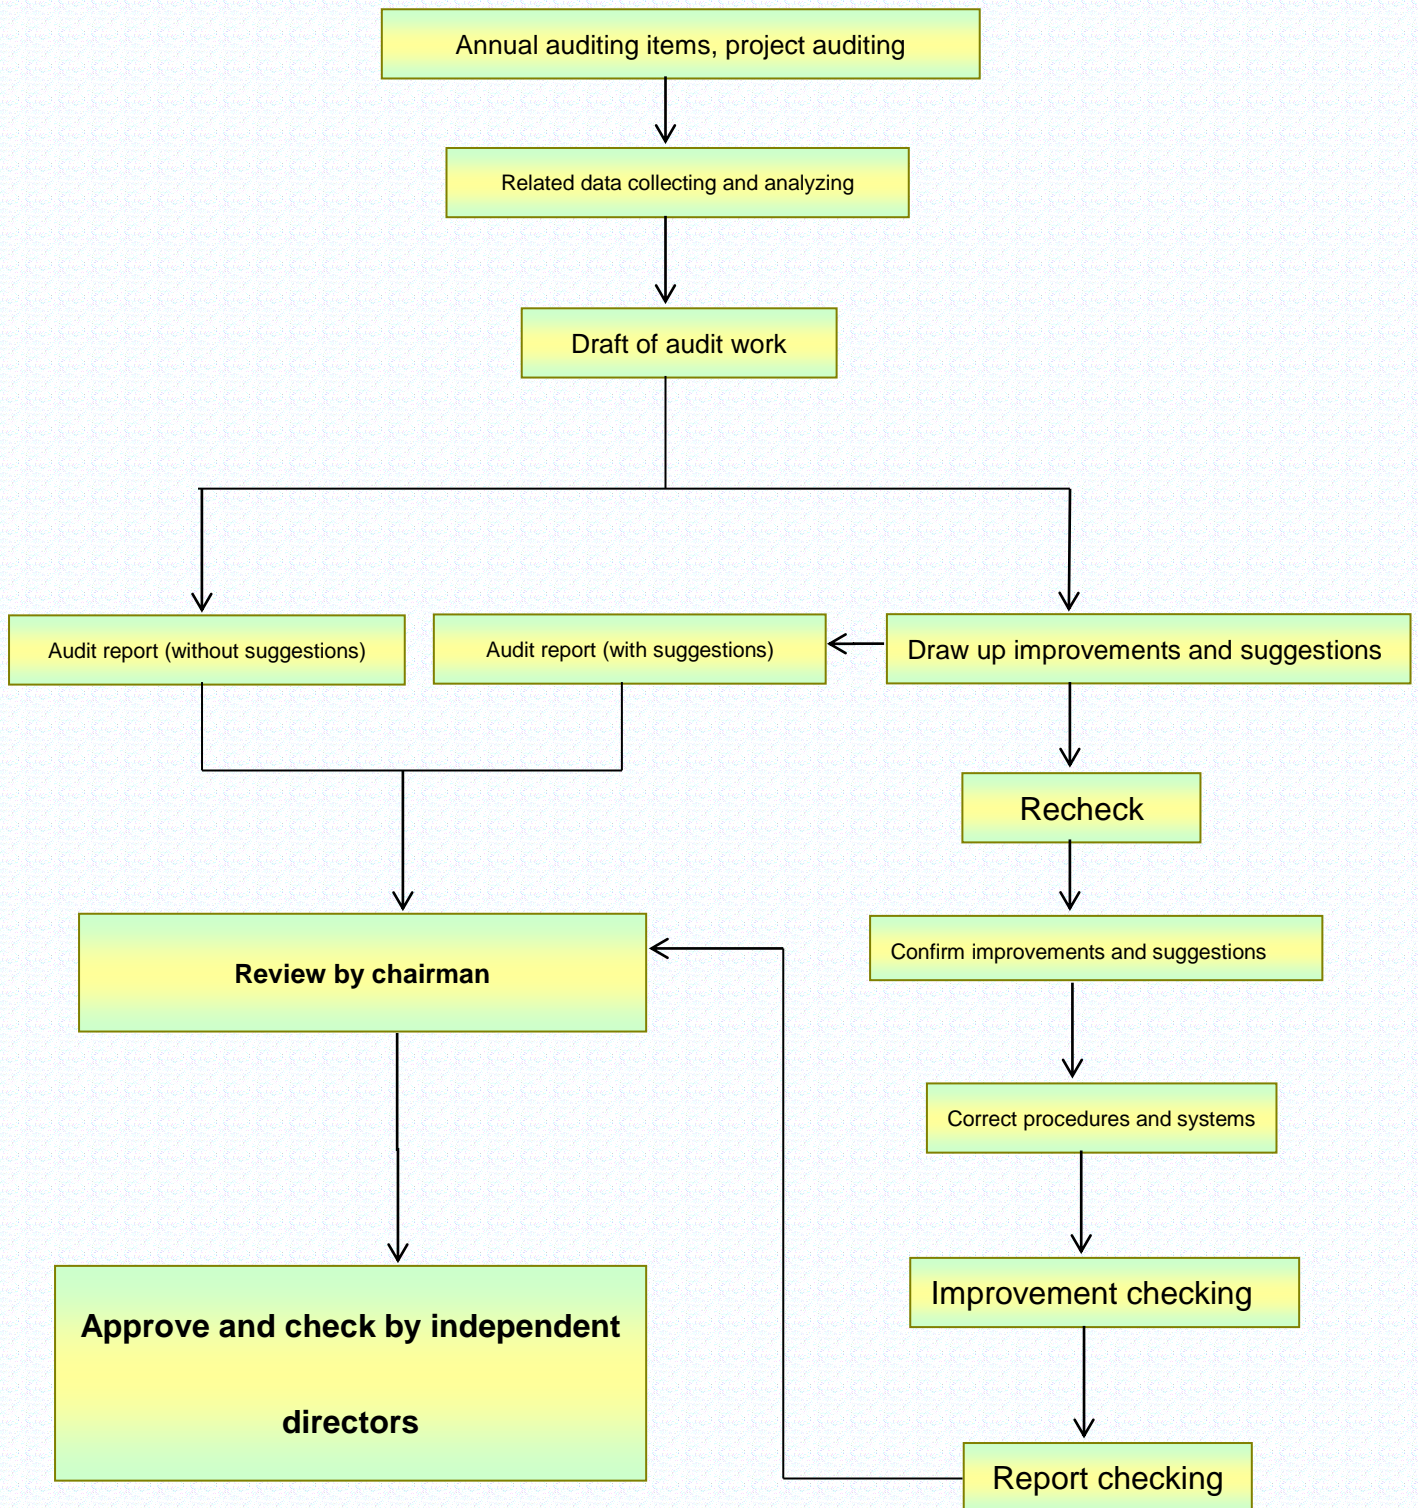 Annual auditing items, project auditing
Related data collecting and analyzing
Draft of audit work
Audit report (without suggestions)
Audit report (with suggestions)
Draw up improvements and suggestions
Recheck
Confirm improvements and suggestions
Review by chairman
Correct procedures and systems
Improvement checking
Approve and check by independent
directors
Report checking